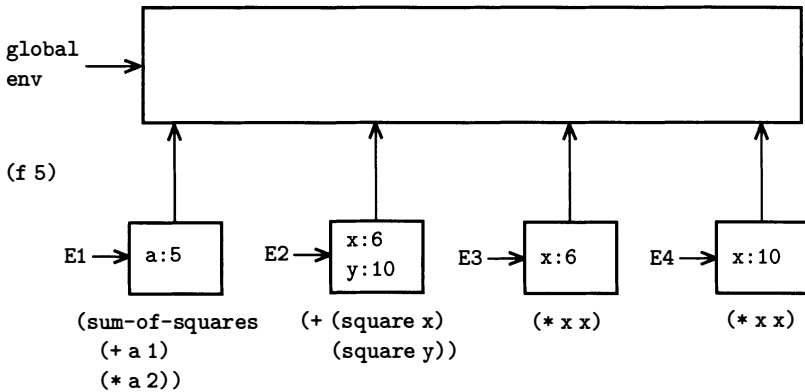 global
env
(f 5)
E1
a:5
E2
x:6
y:10
E3
x:6
E4
x:10
(sum-of-squares
(+ a 1)
(* a 2))
(+ (square x)
(square y))
(* x x)
(* x x)